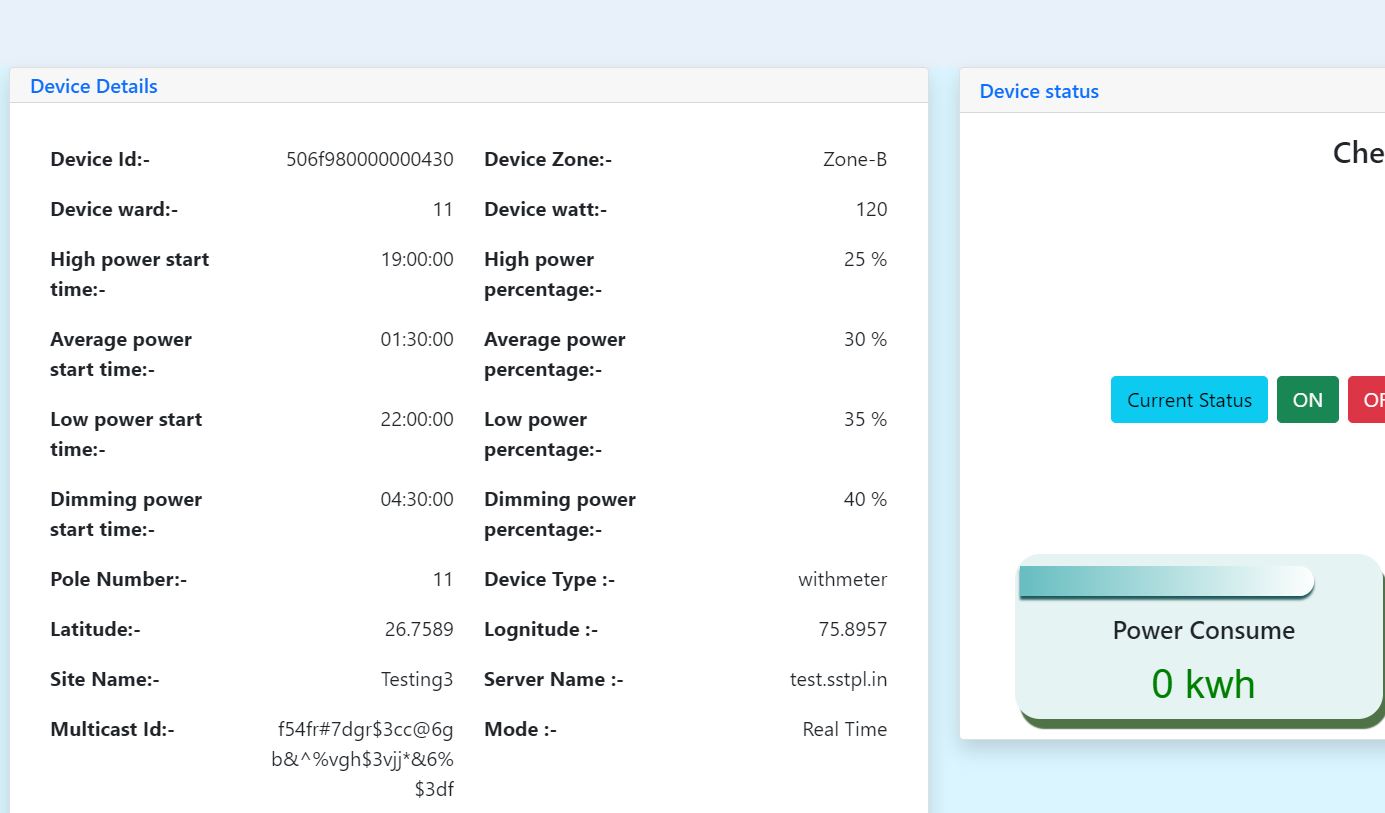 Device Details
Device Id:- 506f980000000430 Device Zone:- Zone-B
Device ward:- 11 Device watt:- 120
High power start 19:00:00 High power 25 %
time:- percentage:-
Average power 01:30:00 Average power 30 %
start time:- percentage:-
Low power start 22:00:00 Low power 35 %
time:- percentage:-
Dimming power 04:30:00 Dimming power 40 %
start time:- percentage:-
Pole Number:- 11 Device Type :- withmeter
Latitude:- 26.7589 Lognitude :- 75.8957
Site Name:- Testing3 Server Name :- test.sstpl.in
Multicast Id:- f54fr#7dgr$3cc@6g Mode :- Real Time
b&^%vgh$3vjj*&6%
$3df
Device status
Che
Current Status ON
Power Consume
0 kwh